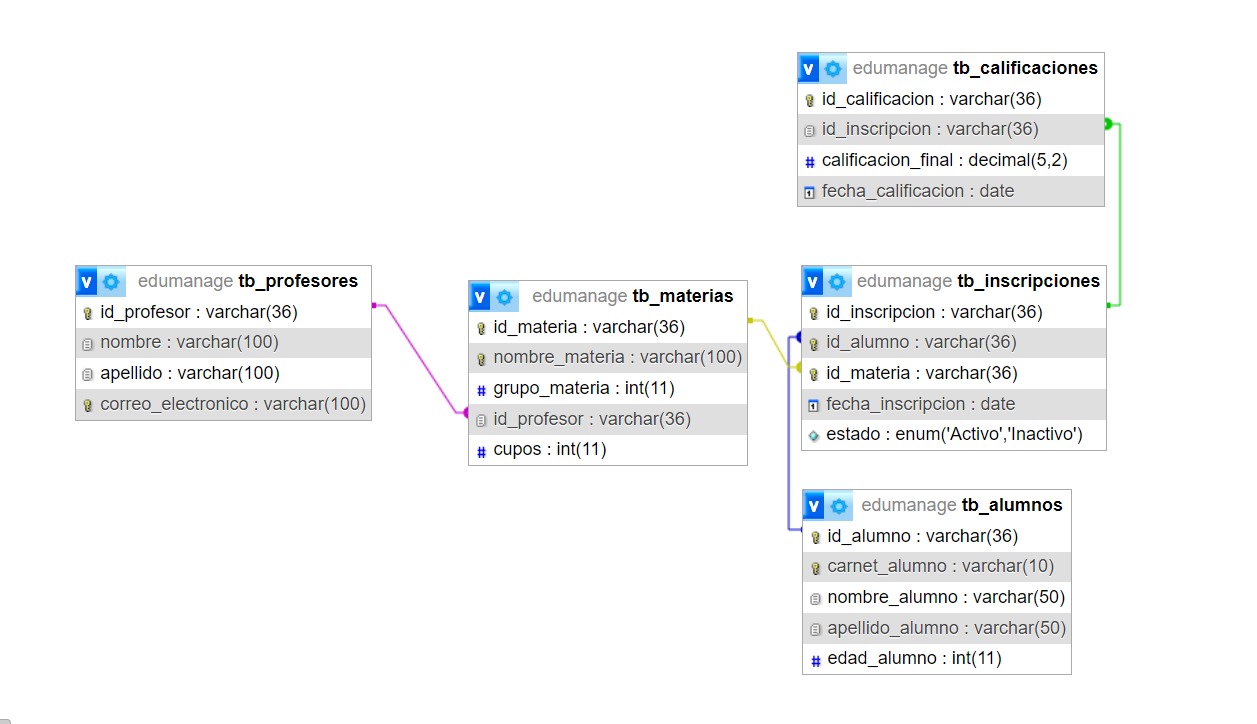 edumanage tb_calificaciones
id_calificacion : varchar(36)
id_inscripcion : varchar(36)
# calificacion_final : decimal(5,2)
fecha_calificacion : date
v edumanage tb_profesores
id_profesor : varchar(36)
nombre : varchar(100)
apellido : varchar(100)
correo_electronico : varchar(100)
v edumanage tb_materias
id_materia : varchar(36)
nombre_materia : varchar(100)
# grupo_materia : int(11)
id_profesor : varchar(36)
# cupos : int(11)
v edumanage tb_inscripciones
id_inscripcion : varchar(36)
id_alumno : varchar(36)
id_materia : varchar(36)
fecha_inscripcion : date
estado : enum('Activo','Inactivo')
v edumanage tb_alumnos
id_alumno : varchar(36)
carnet_alumno : varchar(10)
nombre_alumno : varchar(50)
apellido_alumno : varchar(50)
# edad_alumno : int(11)